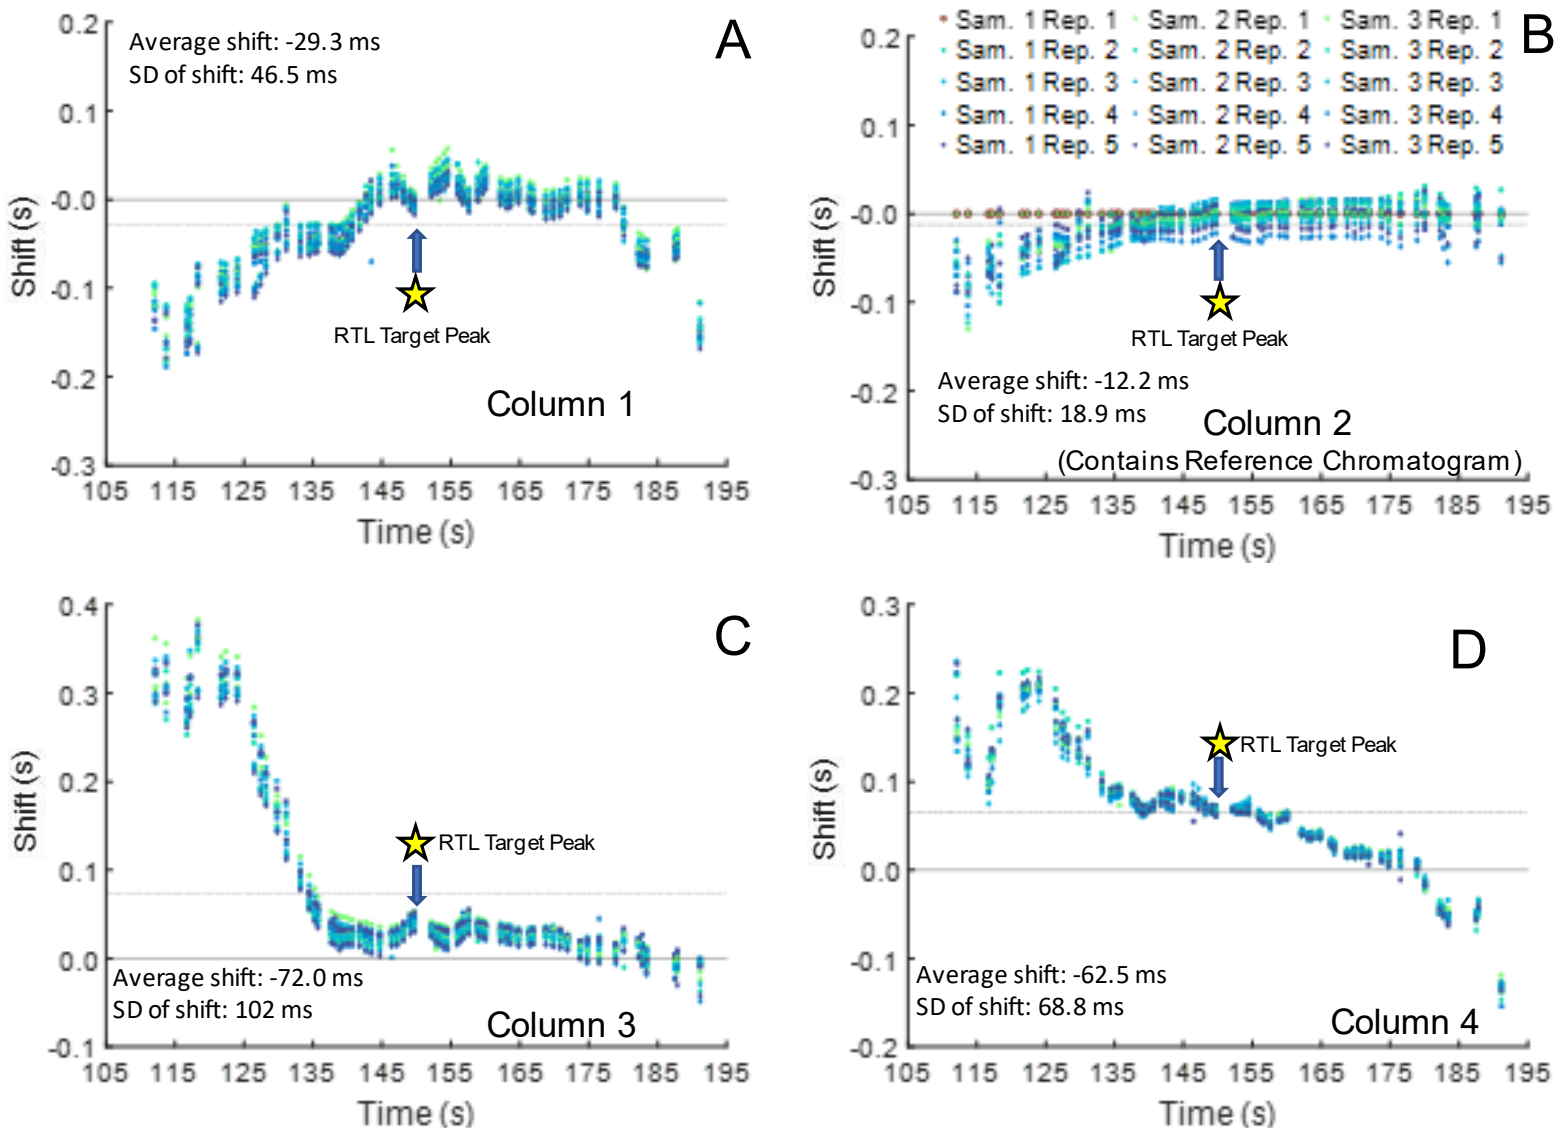 A
Average shift: -29.3 ms
SD of shift: 46.5 ms
0.2
0.1
-0.0
-0.1
-0.2
-0.3
Shift (s)
RTL Target Peak
Column 1
105 115 125 135 145 155 165 175 185 195
Time (s)
B
Sam. 1 Rep. 1 Sam. 2 Rep. 1 Sam. 3 Rep. 1
Sam. 1 Rep. 2 Sam. 2 Rep. 2 Sam. 3 Rep. 2
Sam. 1 Rep. 3 Sam. 2 Rep. 3 Sam. 3 Rep. 3
Sam. 1 Rep. 4 Sam. 2 Rep. 4 Sam. 3 Rep. 4
Sam. 1 Rep. 5 Sam. 2 Rep. 5 Sam. 3 Rep. 5
0.2
0.1
-0.0
-0.1
-0.2
-0.3
Shift (s)
RTL Target Peak
Average shift: -12.2 ms
SD of shift: 18.9 ms
Column 2
(Contains Reference Chromatogram)
105 115 125 135 145 155 165 175 185 195
Time (s)
C
0.4
0.3
0.2
0.1
0.0
-0.1
Shift (s)
RTL Target Peak
Average shift: -72.0 ms
SD of shift: 102 ms
Column 3
105 115 125 135 145 155 165 175 185 195
Time (s)
D
0.3
0.2
0.1
0.0
-0.1
-0.2
Shift (s)
RTL Target Peak
Average shift: -62.5 ms
SD of shift: 68.8 ms
Column 4
105 115 125 135 145 155 165 175 185 195
Time (s)